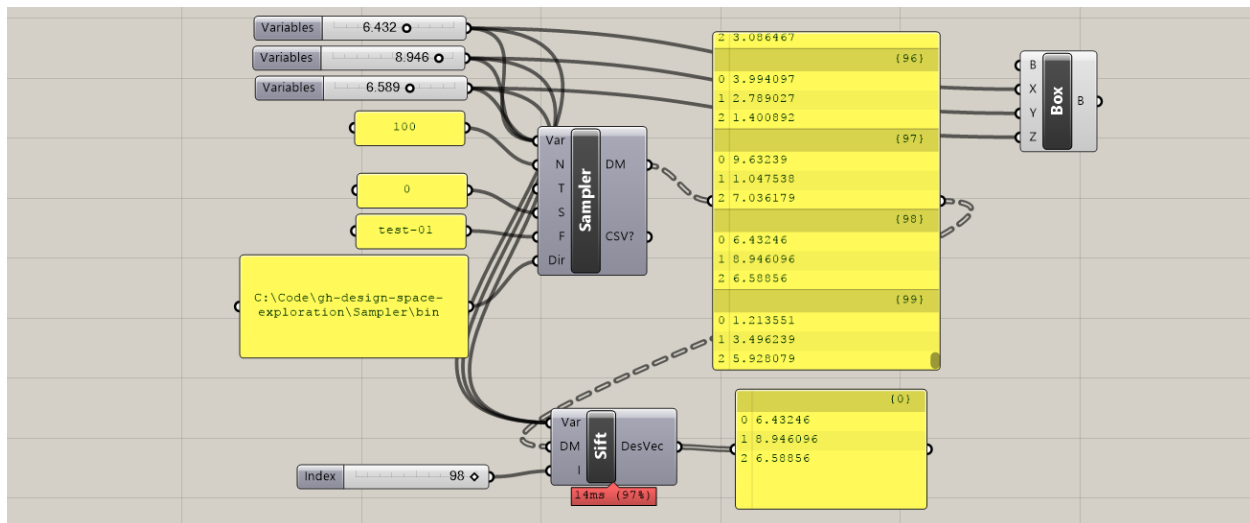 Variables 6.432
Variables 8.946
Variables 6.589
100
0
test-01
C:\Code\gh-design-space-
exploration\Sampler\bin
Var
N
T
S
F
Dir
Sampler
DM
CSV?
2 3.086467
{96}
0 3.994097
1 2.789027
2 1.400892
{97}
0 9.63239
1 1.047538
2 7.036179
{98}
0 6.43246
1 8.946096
2 6.58856
{99}
0 1.213551
1 3.496239
2 5.928079
B
X
Y
Z
Box
B
Index 98
Var
DM
I
Sift
DesVec
14ms (97%)
{0}
0 6.43246
1 8.946096
2 6.58856